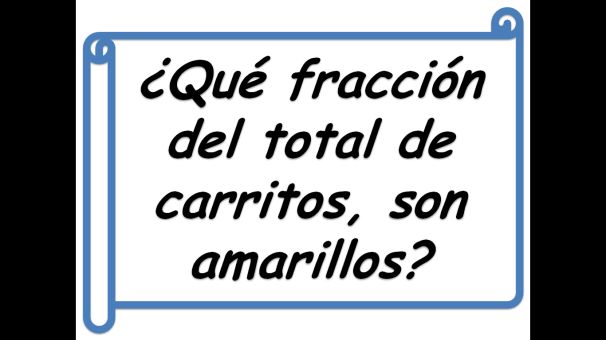 ¿Qué fracción
del total de
carritos, son
amarillos?